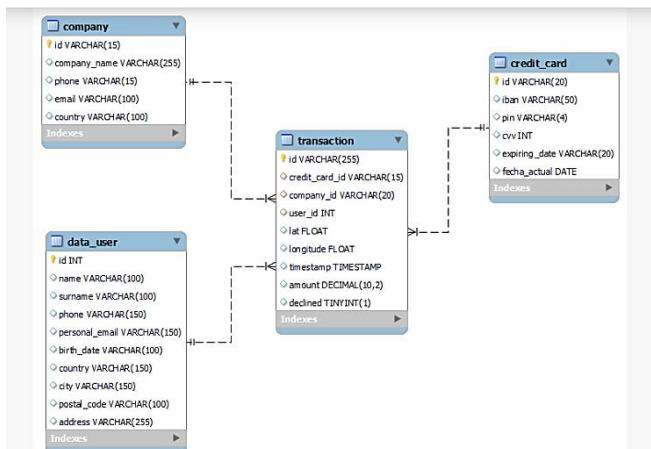 company
id VARCHAR(15)
company_name VARCHAR(255)
phone VARCHAR(15)
email VARCHAR(100)
country VARCHAR(100)
Indexes
data_user
id INT
name VARCHAR(100)
surname VARCHAR(100)
phone VARCHAR(150)
personal_email VARCHAR(150)
birth_date VARCHAR(100)
country VARCHAR(150)
city VARCHAR(150)
postal_code VARCHAR(100)
address VARCHAR(255)
Indexes
transaction
id VARCHAR(255)
credit_card_id VARCHAR(15)
company_id VARCHAR(20)
user_id INT
lat FLOAT
longitude FLOAT
timestamp TIMESTAMP
amount DECIMAL(10,2)
declined TINYINT(1)
Indexes
credit_card
id VARCHAR(20)
iban VARCHAR(50)
pin VARCHAR(4)
cvv INT
expiring_date VARCHAR(20)
fecha_actual DATE
Indexes